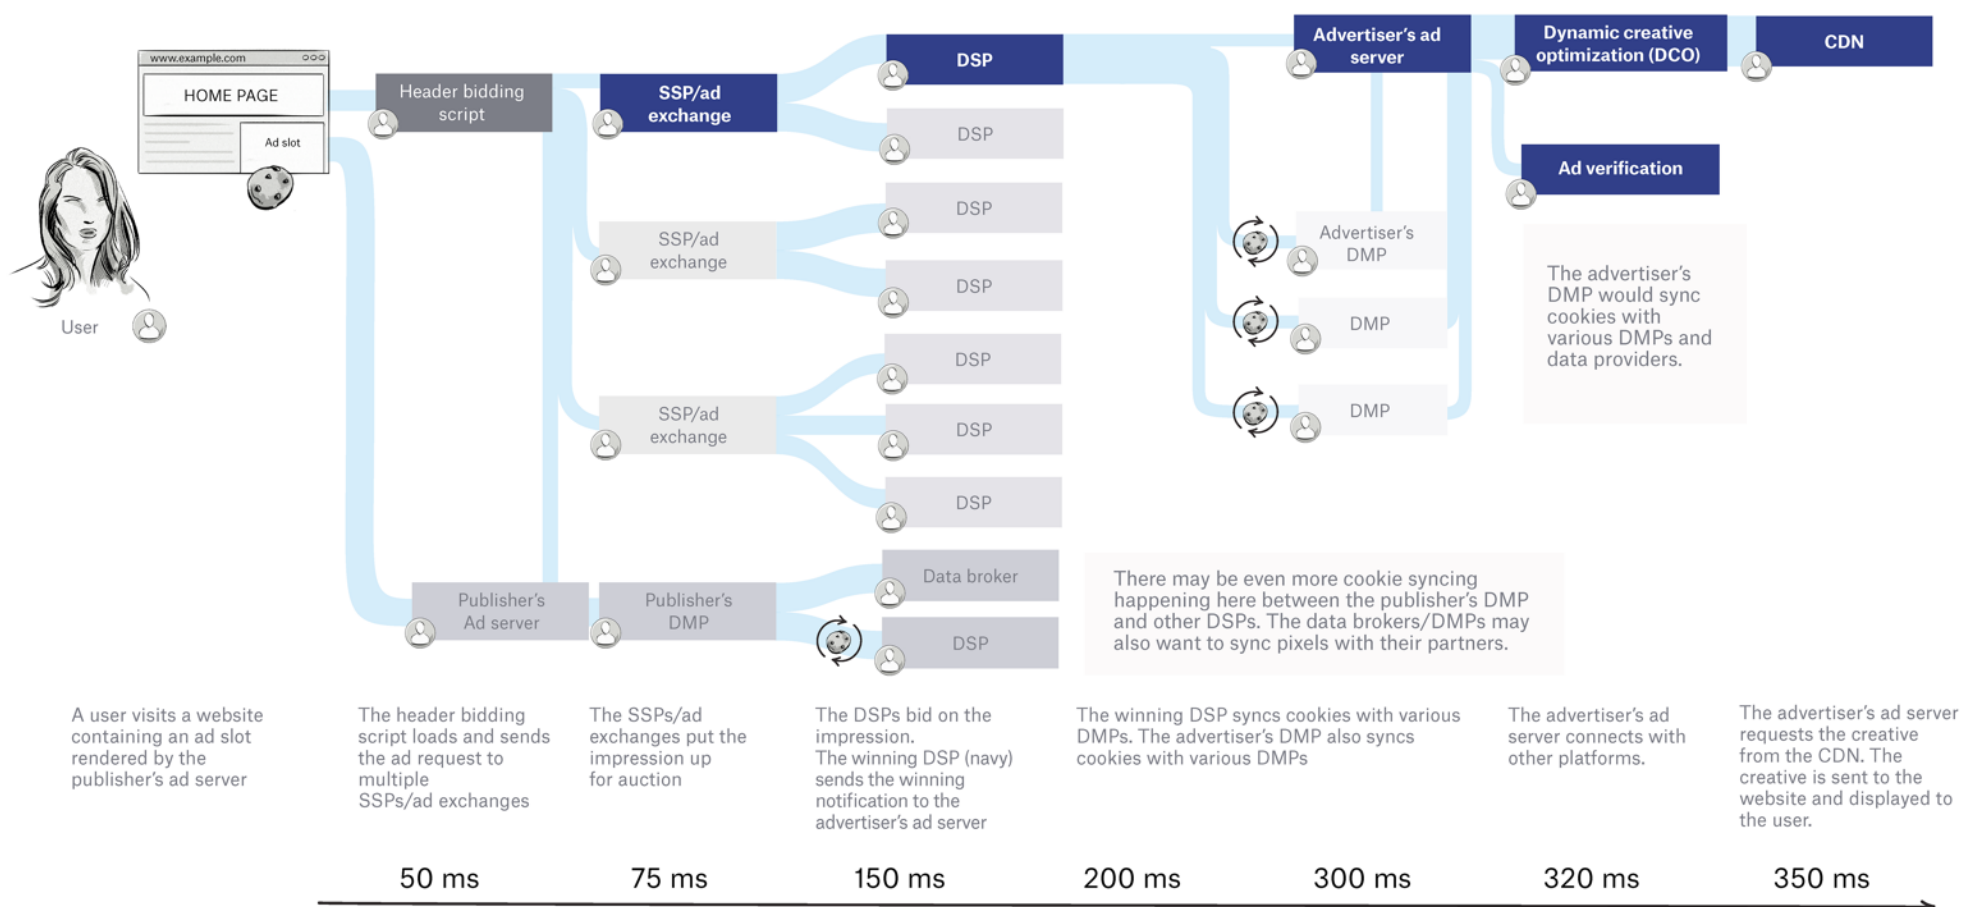 www.example.com
HOME PAGE
Ad slot
User
Header bidding
script
SSP/ad
exchange
SSP/ad
exchange
SSP/ad
exchange
Publisher's
Ad server
Publisher's
DMP
DSP
DSP
DSP
DSP
DSP
DSP
DSP
Data broker
DSP
Advertiser's ad
server
Advertiser's
DMP
DMP
DMP
Dynamic creative
optimization (DCO)
CDN
Ad verification
The advertiser's
DMP would sync
cookies with
various DMPs and
data providers.
There may be even more cookie syncing
happening here between the publisher's DMP
and other DSPs. The data brokers/DMPs may
also want to sync pixels with their partners.
A user visits a website
containing an ad slot
rendered by the
publisher's ad server
The header bidding
script loads and sends
the ad request to
multiple
SSPs/ad exchanges
The SSPs/ad
exchanges put the
impression up
for auction
The DSPs bid on the
impression.
The winning DSP (navy)
sends the winning
notification to the
advertiser's ad server
The winning DSP syncs cookies with various
DMPs. The advertiser's DMP also syncs
cookies with various DMPs
The advertiser's ad
server connects with
other platforms.
The advertiser's ad server
requests the creative
from the CDN. The
creative is sent to the
website and displayed to
the user.
50 ms
75 ms
150 ms
200 ms
300 ms
320 ms
350 ms